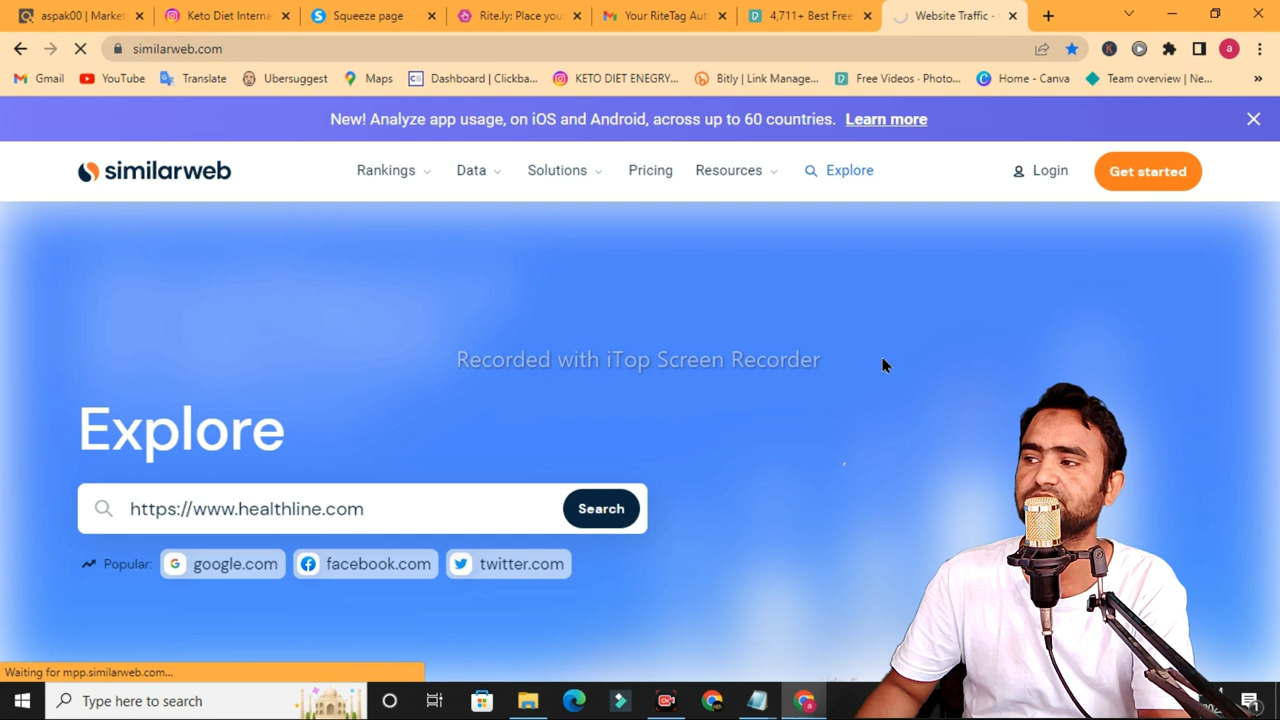 aspak00 | Market
Keto Diet Interna
Squeeze page
Rite.ly: Place you
Your RiteTag Aut
4,711+ Best Free
Website Traffic -
similarweb.com
Gmail
YouTube
Translate
Ubersuggest
Maps
Dashboard | Clickba...
KETO DIET ENEGRY...
Bitly | Link Manage...
Free Videos · Photo...
Home - Canva
Team overview | Ne...
New! Analyze app usage, on iOS and Android, across up to 60 countries. Learn more
similarweb
Rankings
Data
Solutions
Pricing
Resources
Explore
Login
Get started
Recorded with iTop Screen Recorder
Explore
https://www.healthline.com
Search
Popular:
google.com
facebook.com
twitter.com
Waiting for mpp.similarweb.com...
Type here to search